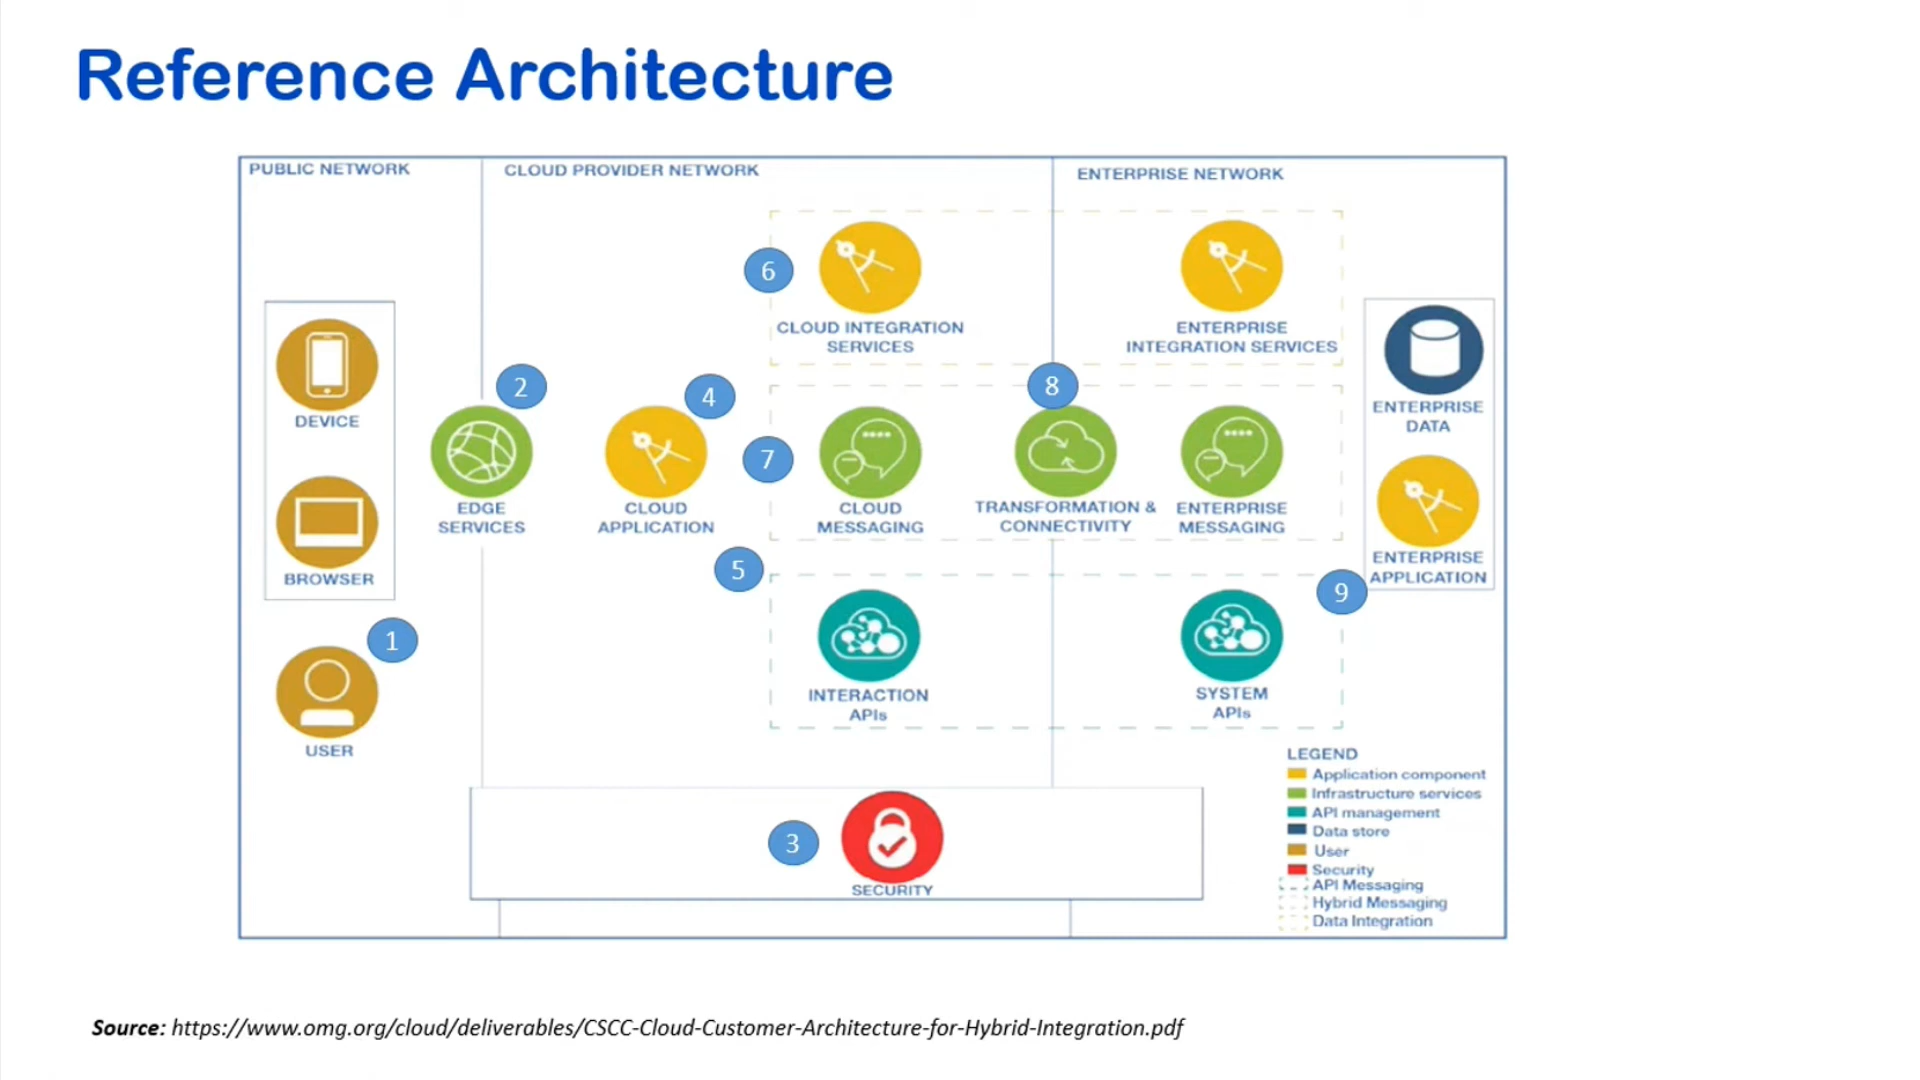 Reference Architecture
PUBLIC NETWORK
CLOUD PROVIDER NETWORK
ENTERPRISE NETWORK
6
CLOUD INTEGRATION
SERVICES
ENTERPRISE
INTEGRATION SERVICES
DEVICE
BROWSER
1
USER
2
EDGE
SERVICES
4
CLOUD
APPLICATION
7
CLOUD
MESSAGING
8
TRANSFORMATION &
CONNECTIVITY
ENTERPRISE
MESSAGING
ENTERPRISE
DATA
ENTERPRISE
APPLICATION
5
INTERACTION
APIs
SYSTEM
APIs
9
3
SECURITY
LEGEND
Application component
Infrastructure services
API management
Data store
User
Security
API Messaging
Hybrid Messaging
Data Integration
Source: https://www.omg.org/cloud/deliverables/CSCC-Cloud-Customer-Architecture-for-Hybrid-Integration.pdf